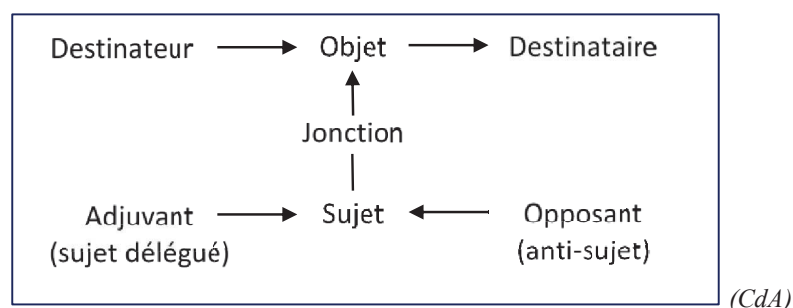 Destinateur Objet Destinataire
Jonction
Adjuvant Sujet Opposant
(sujet délégué) (anti-sujet)
(CdA)